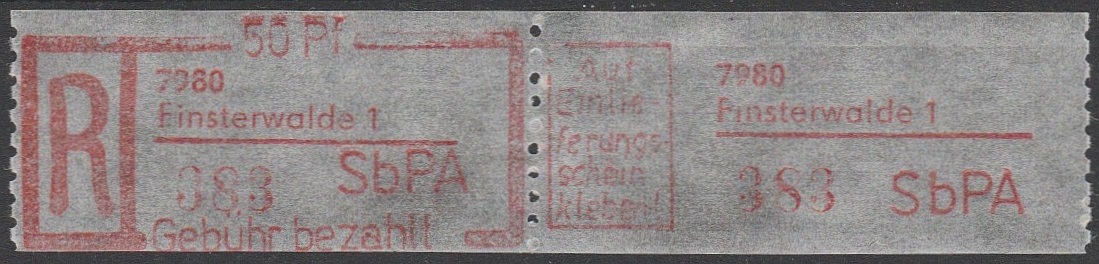 50 Pf
R
7980
Finsterwalde 1
383
SbPA
Gebühr bezahlt
Auf
Einlie-
ferungs-
schein
kleben!
7980
Finsterwalde 1
383
SbPA